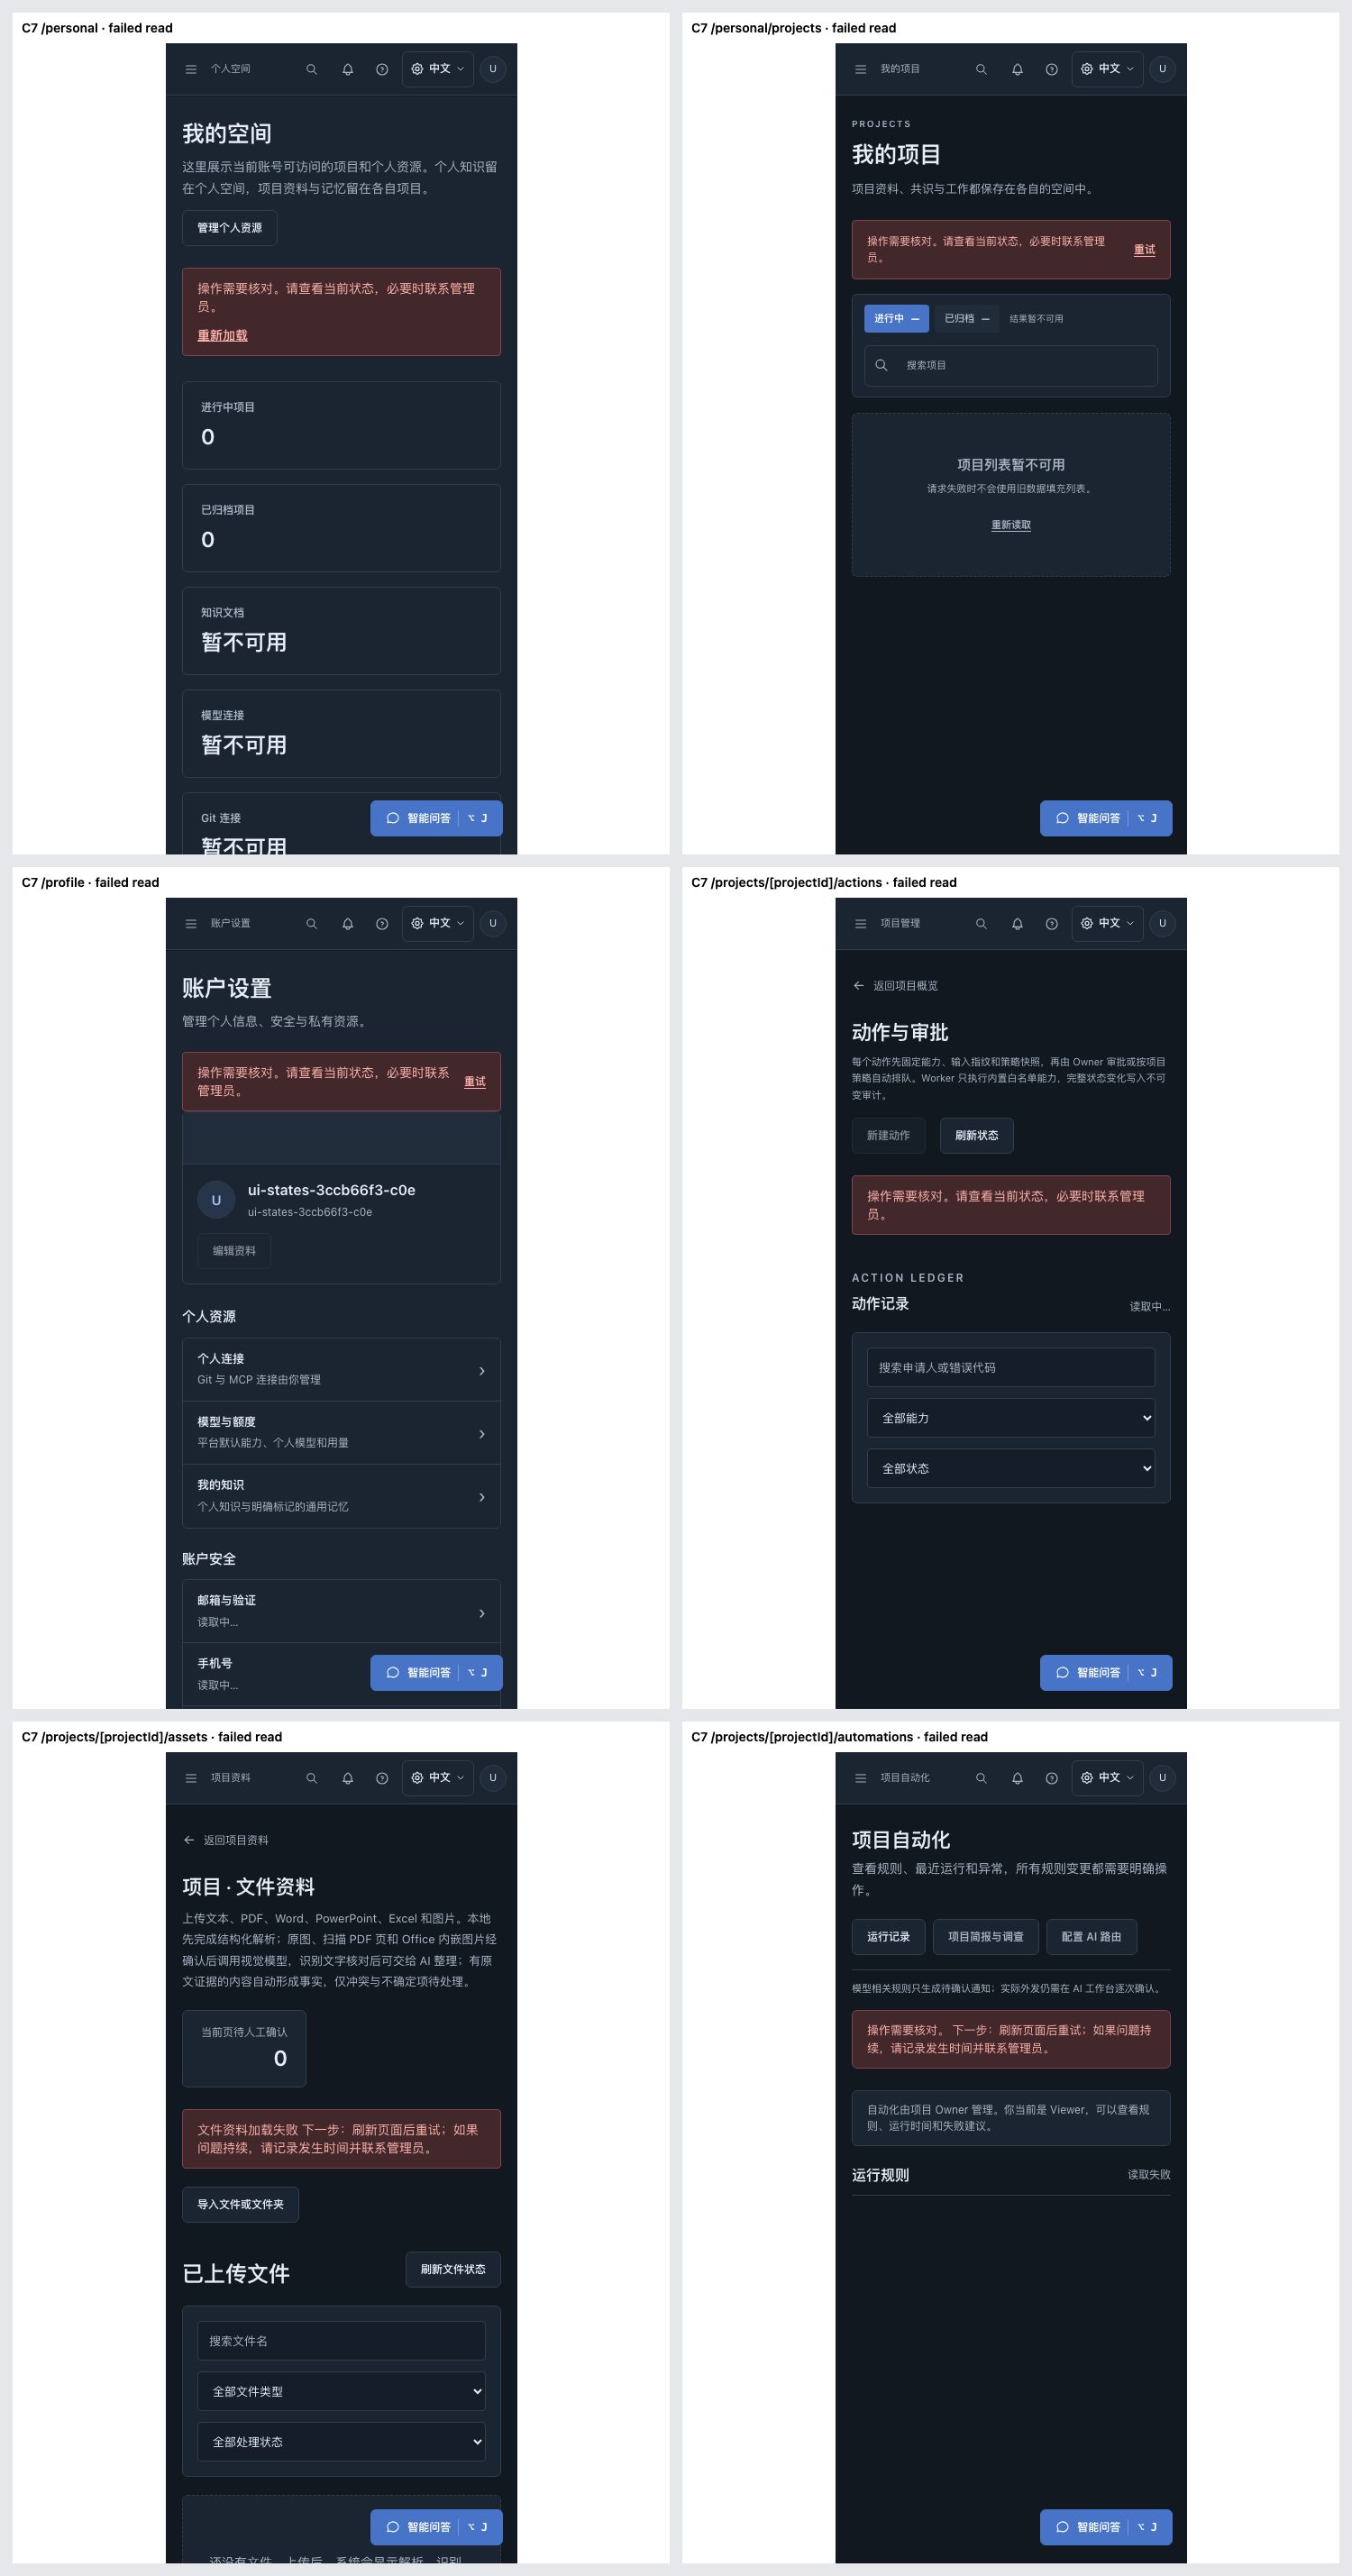 C7 /personal · failed read
个人空间
中文
U
我的空间
这里展示当前账号可访问的项目和个人资源。个人知识留
在个人空间，项目资料与记忆留在各自项目。
管理个人资源
操作需要核对。请查看当前状态，必要时联系管理
员。
重新加载
进行中项目
0
已归档项目
0
知识文档
暂不可用
模型连接
暂不可用
Git 连接
暂不可用
智能问答 ⌥ J
C7 /personal/projects · failed read
我的项目
中文
U
PROJECTS
我的项目
项目资料、共识与工作都保存在各自的空间中。
操作需要核对。请查看当前状态，必要时联系管理
员。
重试
进行中 —
已归档 —
结果暂不可用
搜索项目
项目列表暂不可用
请求失败时不会使用旧数据填充列表。
重新读取
智能问答 ⌥ J
C7 /profile · failed read
账户设置
中文
U
账户设置
管理个人信息、安全与私有资源。
操作需要核对。请查看当前状态，必要时联系
管理员。
重试
U
ui-states-3ccb66f3-c0e
ui-states-3ccb66f3-c0e
编辑资料
个人资源
个人连接
Git 与 MCP 连接由你管理
模型与额度
平台默认能力、个人模型和用量
我的知识
个人知识与明确标记的通用记忆
账户安全
邮箱与验证
读取中...
手机号
读取中...
智能问答 ⌥ J
C7 /projects/[projectId]/actions · failed read
项目管理
中文
U
返回项目概览
动作与审批
每个动作先固定能力、输入指纹和策略快照，再由 Owner 审批或按项目
策略自动排队。Worker 只执行内置白名单能力，完整状态变化写入不可
变审计。
新建动作
刷新状态
操作需要核对。请查看当前状态，必要时联系管理
员。
ACTION LEDGER
动作记录
读取中...
搜索申请人或错误代码
全部能力
全部状态
智能问答 ⌥ J
C7 /projects/[projectId]/assets · failed read
项目资料
中文
U
返回项目资料
项目 · 文件资料
上传文本、PDF、Word、PowerPoint、Excel 和图片。本地
先完成结构化解析；原图、扫描 PDF 页和 Office 内嵌图片经
确认后调用视觉模型，识别文字核对后可交给 AI 整理；有原
文证据的内容自动形成事实，仅冲突与不确定项待处理。
当前页待人工确认
0
文件资料加载失败 下一步：刷新页面后重试；如果
问题持续，请记录发生时间并联系管理员。
导入文件或文件夹
已上传文件
刷新文件状态
搜索文件名
全部文件类型
全部处理状态
还没有文件。上传后，系统会显示解析、识别
智能问答 ⌥ J
C7 /projects/[projectId]/automations · failed read
项目自动化
中文
U
项目自动化
查看规则、最近运行和异常，所有规则变更都需要明确操
作。
运行记录
项目简报与调查
配置 AI 路由
模型相关规则只生成待确认通知；实际外发仍需在 AI 工作台逐次确认。
操作需要核对。 下一步：刷新页面后重试；如果问题持
续，请记录发生时间并联系管理员。
自动化由项目 Owner 管理。你当前是 Viewer，可以查看规
则、运行时间和失败建议。
运行规则
读取失败
智能问答 ⌥ J